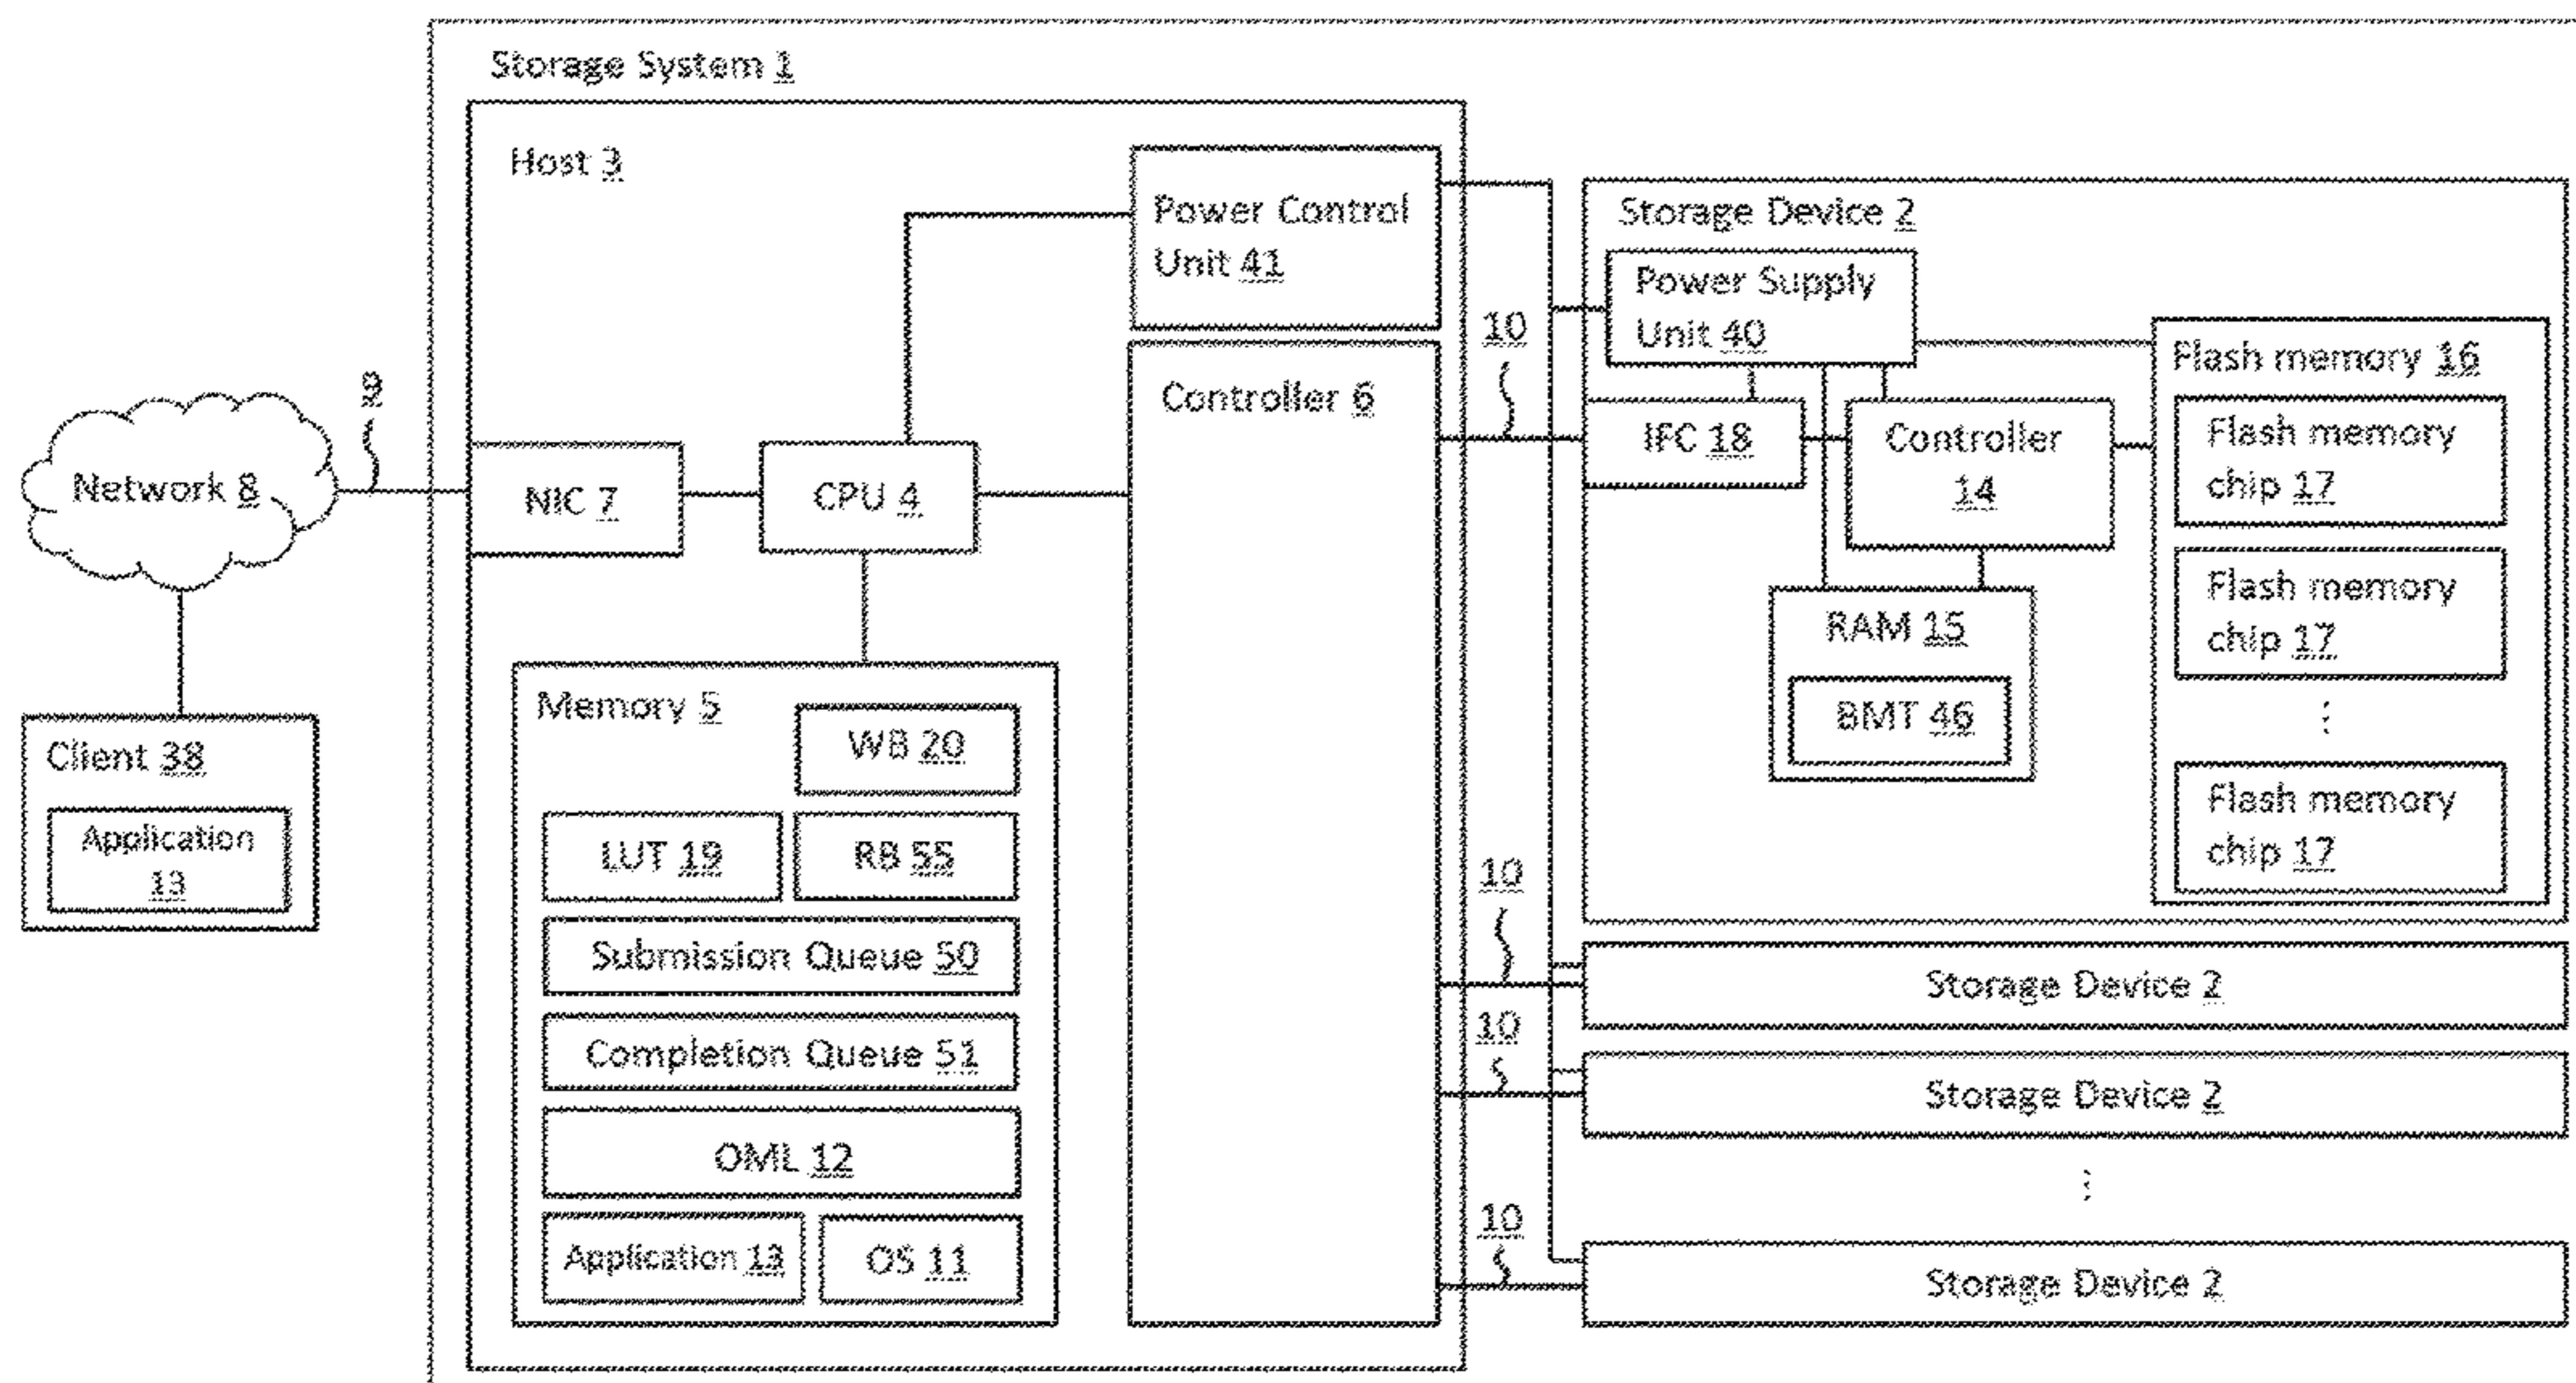 Storage System 1
Host 3
Power Control
Unit 41
Controller 6
9
Network 8
NIC 7
CPU 4
Client 38
Application
13
Memory 5
WB 20
LUT 19
RB 55
Submission Queue 50
Completion Queue 51
OML 12
Application 13
OS 11
10
10
10
10
Storage Device 2
Power Supply
Unit 40
IFC 18
Controller
14
RAM 15
BMT 46
Flash memory 16
Flash memory
chip 17
Flash memory
chip 17
⋮
Flash memory
chip 17
Storage Device 2
Storage Device 2
⋮
Storage Device 2